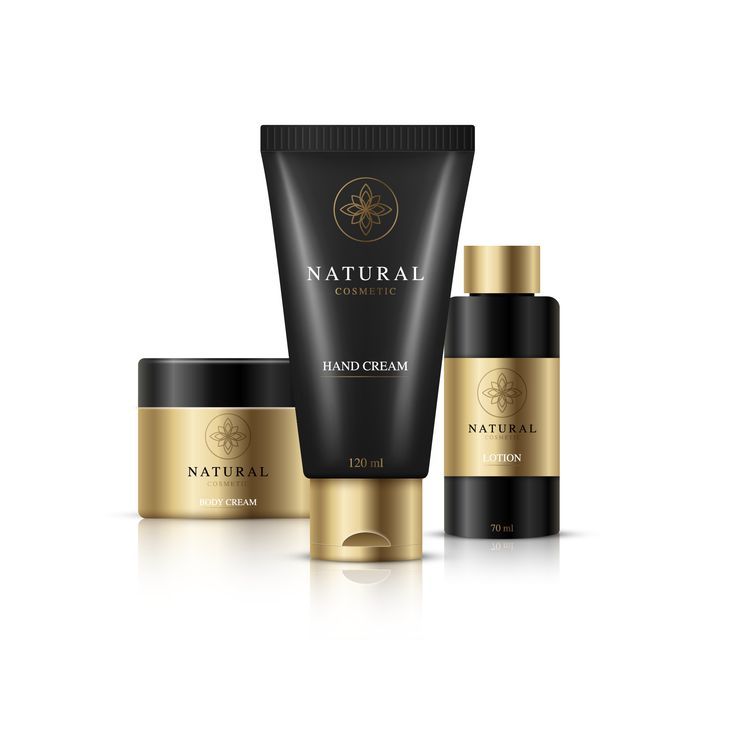 NATURAL
COSMETIC
HAND CREAM
120 ml
NATURAL
COSMETIC
BODY CREAM
NATURAL
COSMETIC
LOTION
70 ml